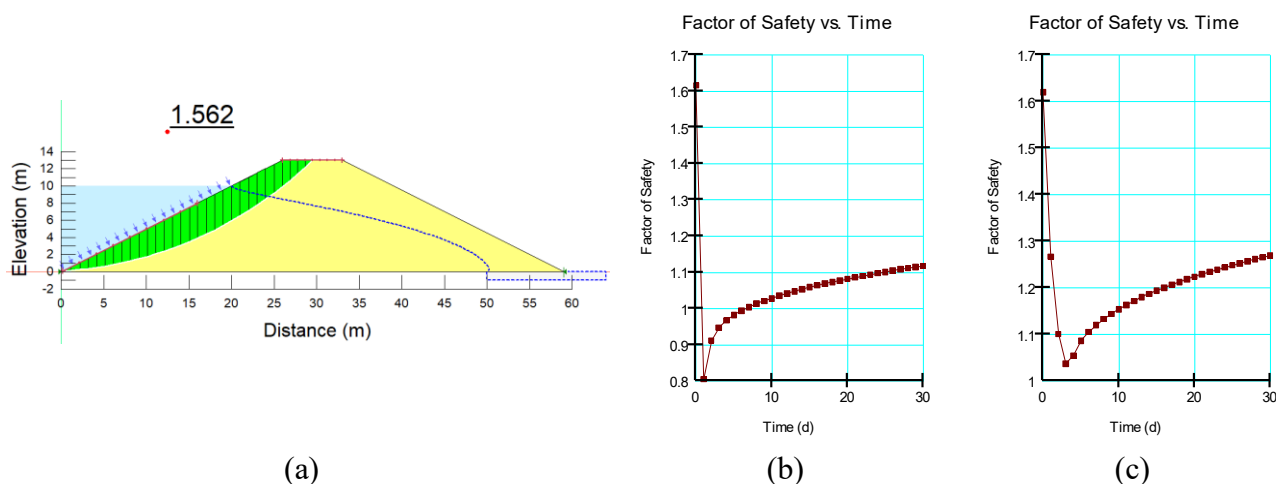 1.562
Elevation (m)
14
12
10
8
6
4
2
0
-2
0 5 10 15 20 25 30 35 40 45 50 55 60
Distance (m)
(a)
Factor of Safety vs. Time
Factor of Safety
1.7
1.6
1.5
1.4
1.3
1.2
1.1
1.0
0.9
0.8
0 10 20 30
Time (d)
(b)
Factor of Safety vs. Time
Factor of Safety
1.7
1.6
1.5
1.4
1.3
1.2
1.1
1
0 10 20 30
Time (d)
(c)